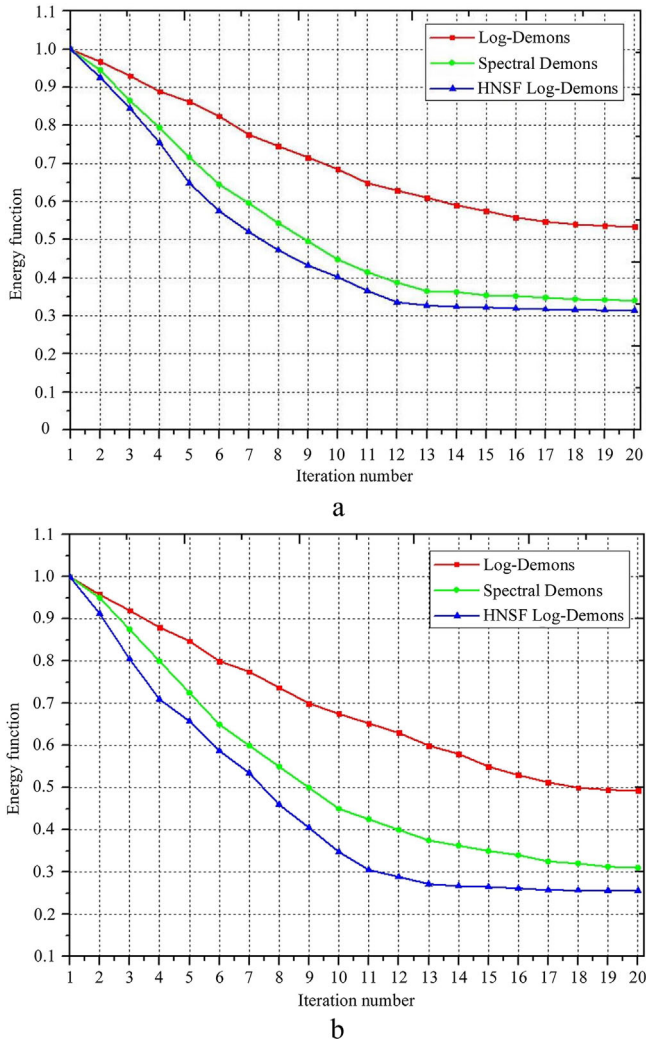 1.1
1.0
0.9
0.8
0.7
0.6
0.5
0.4
0.3
0.2
0.1
0
Energy function
Log-Demons
Spectral Demons
HNSF Log-Demons
1 2 3 4 5 6 7 8 9 10 11 12 13 14 15 16 17 18 19 20
Iteration number
a
1.1
1.0
0.9
0.8
0.7
0.6
0.5
0.4
0.3
0.2
0.1
Energy function
Log-Demons
Spectral Demons
HNSF Log-Demons
1 2 3 4 5 6 7 8 9 10 11 12 13 14 15 16 17 18 19 20
Iteration number
b